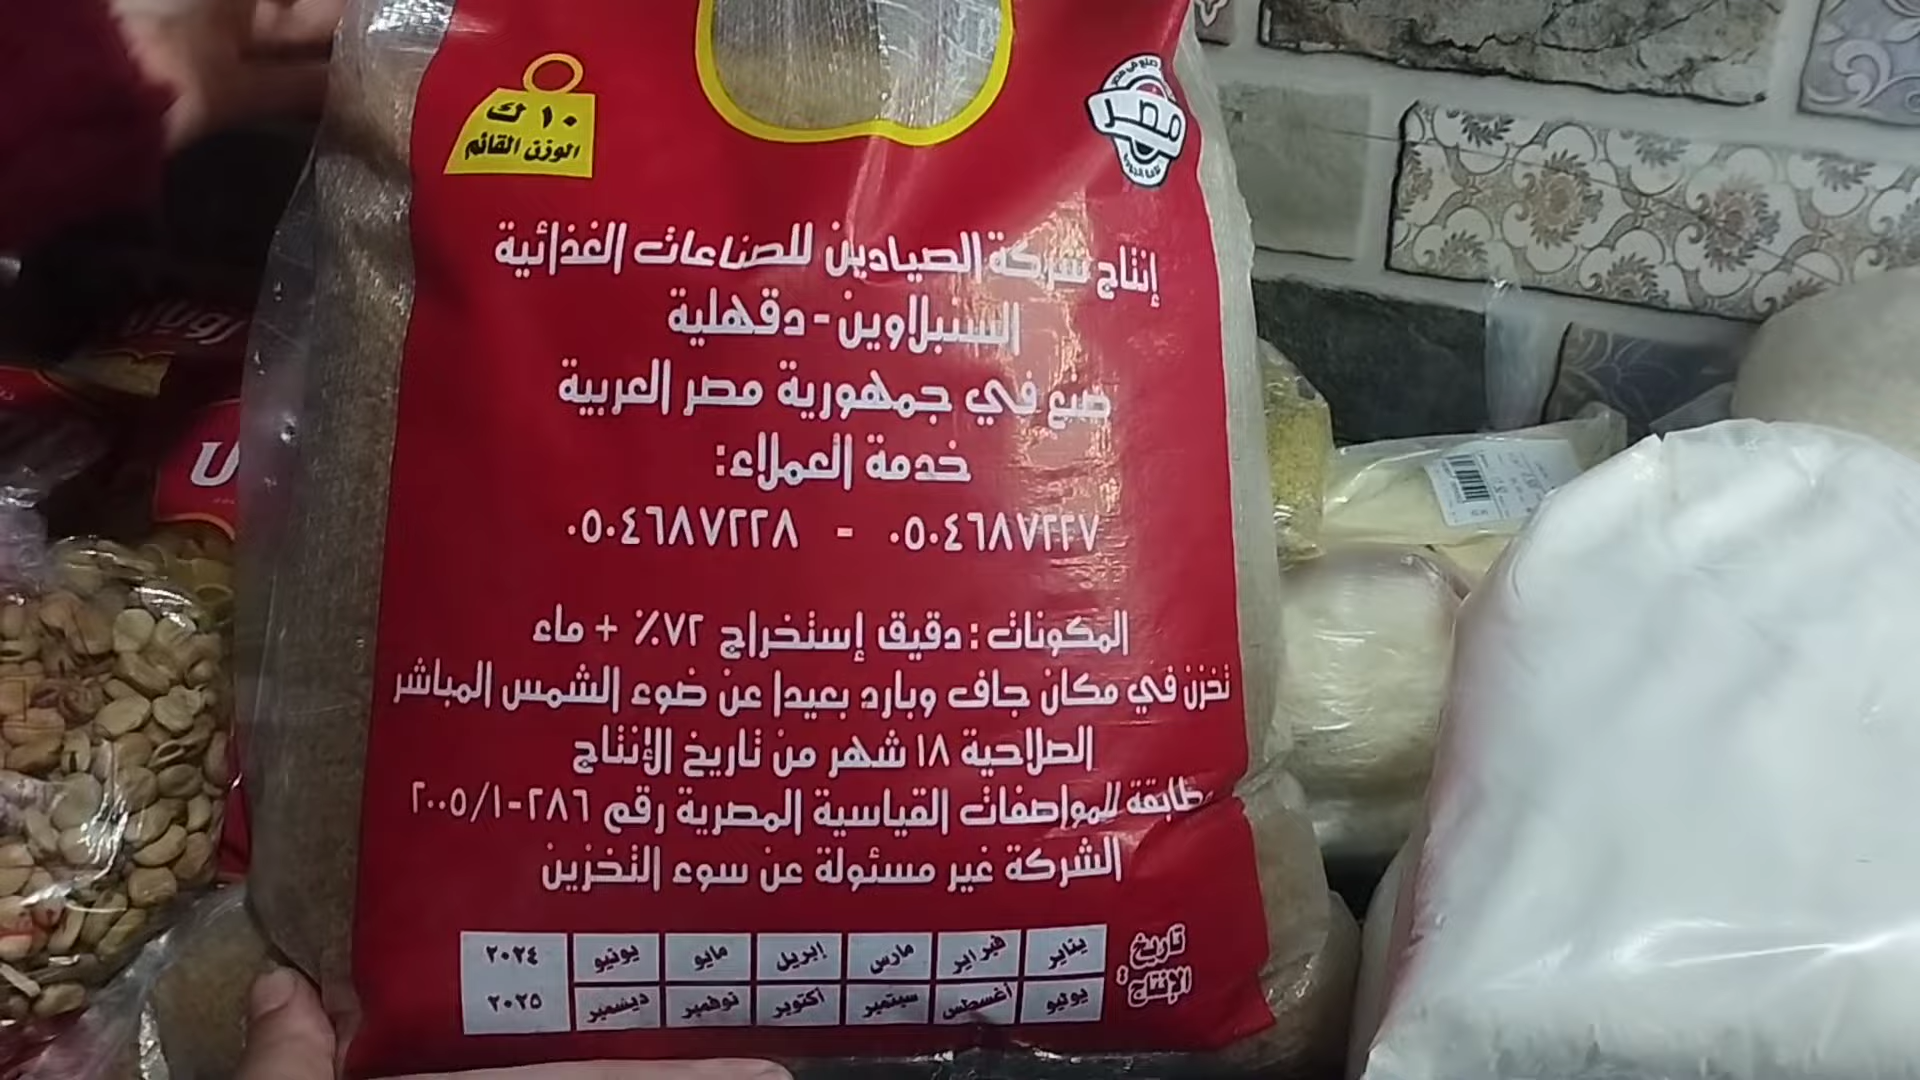 ١٠ ك
الوزن القائم
صنع في مصر
مصر
إنتاج شركة الصيادين للصناعات الغذائية
السنبلاوين - دقهلية
صنع في جمهورية مصر العربية
خدمة العملاء:
٠٥٠٤٦٨٧٢٢٧ - ٠٥٠٤٦٨٧٢٢٨
المكونات : دقيق إستخراج ٧٢٪ + ماء
تخزن في مكان جاف وبارد بعيدا عن ضوء الشمس المباشر
الصلاحية ١٨ شهر من تاريخ الإنتاج
مطابقة للمواصفات القياسية المصرية رقم ٢٨٦-٢٠٠٥/١
الشركة غير مسئولة عن سوء التخزين
تاريخ الإنتاج:
يناير فبراير مارس إبريل مايو يونيو ٢٠٢٤
يوليو أغسطس سبتمبر أكتوبر نوفمبر ديسمبر ٢٠٢٥